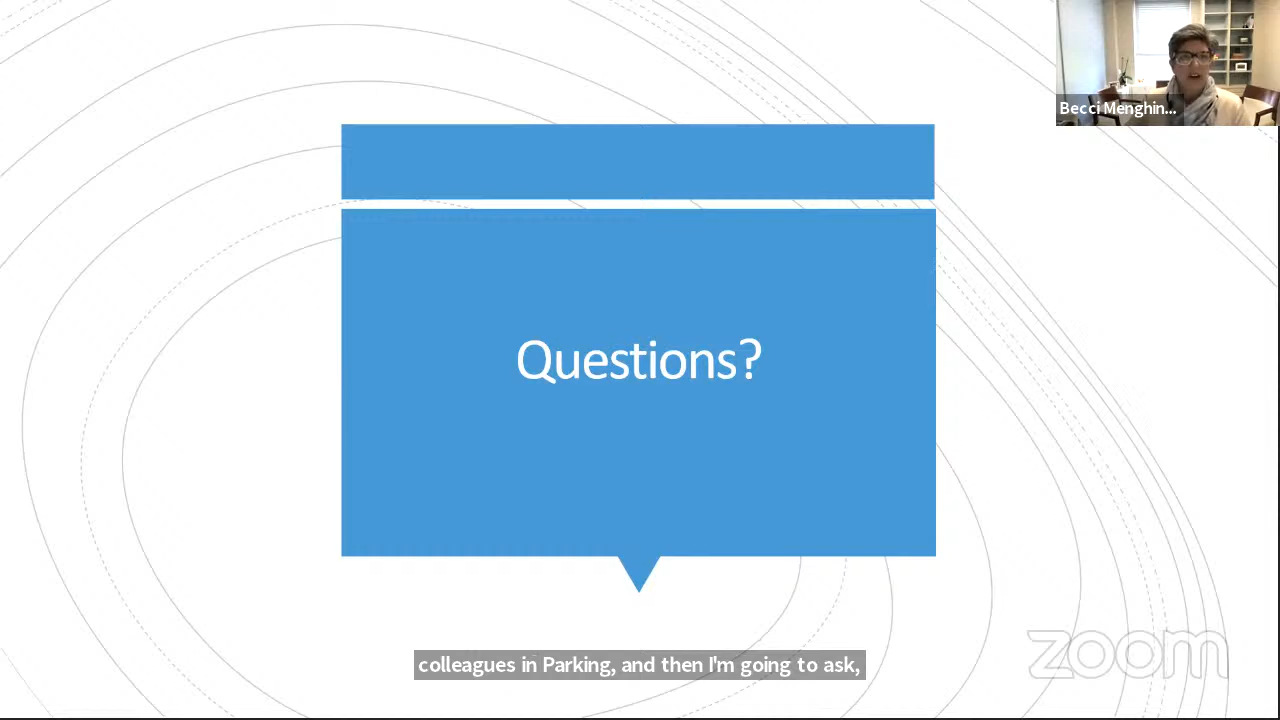 Becci Menghin...
Questions?
colleagues in Parking, and then I'm going to ask,
zoom